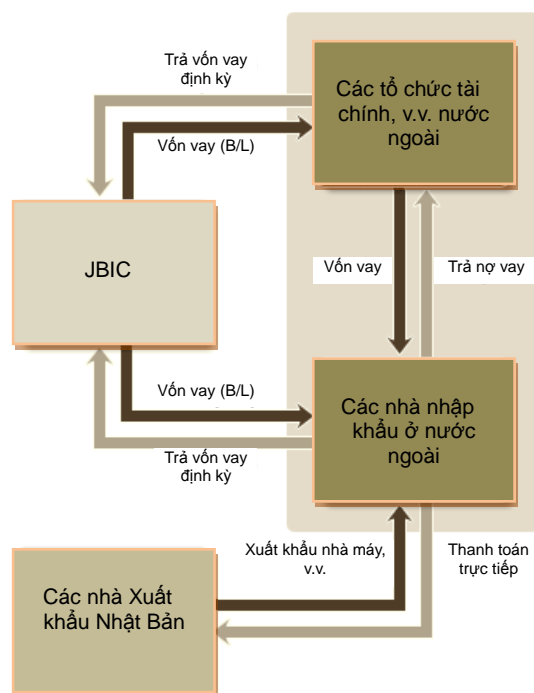 Trả vốn vay
định kỳ
Các tổ chức tài
chính, v.v. nước
ngoài
Vốn vay (B/L)
JBIC
Vốn vay
Trả nợ vay
Vốn vay (B/L)
Các nhà nhập
khẩu ở nước
ngoài
Trả vốn vay
định kỳ
Xuất khẩu nhà máy,
v.v.
Thanh toán
trực tiếp
Các nhà Xuất
khẩu Nhật Bản